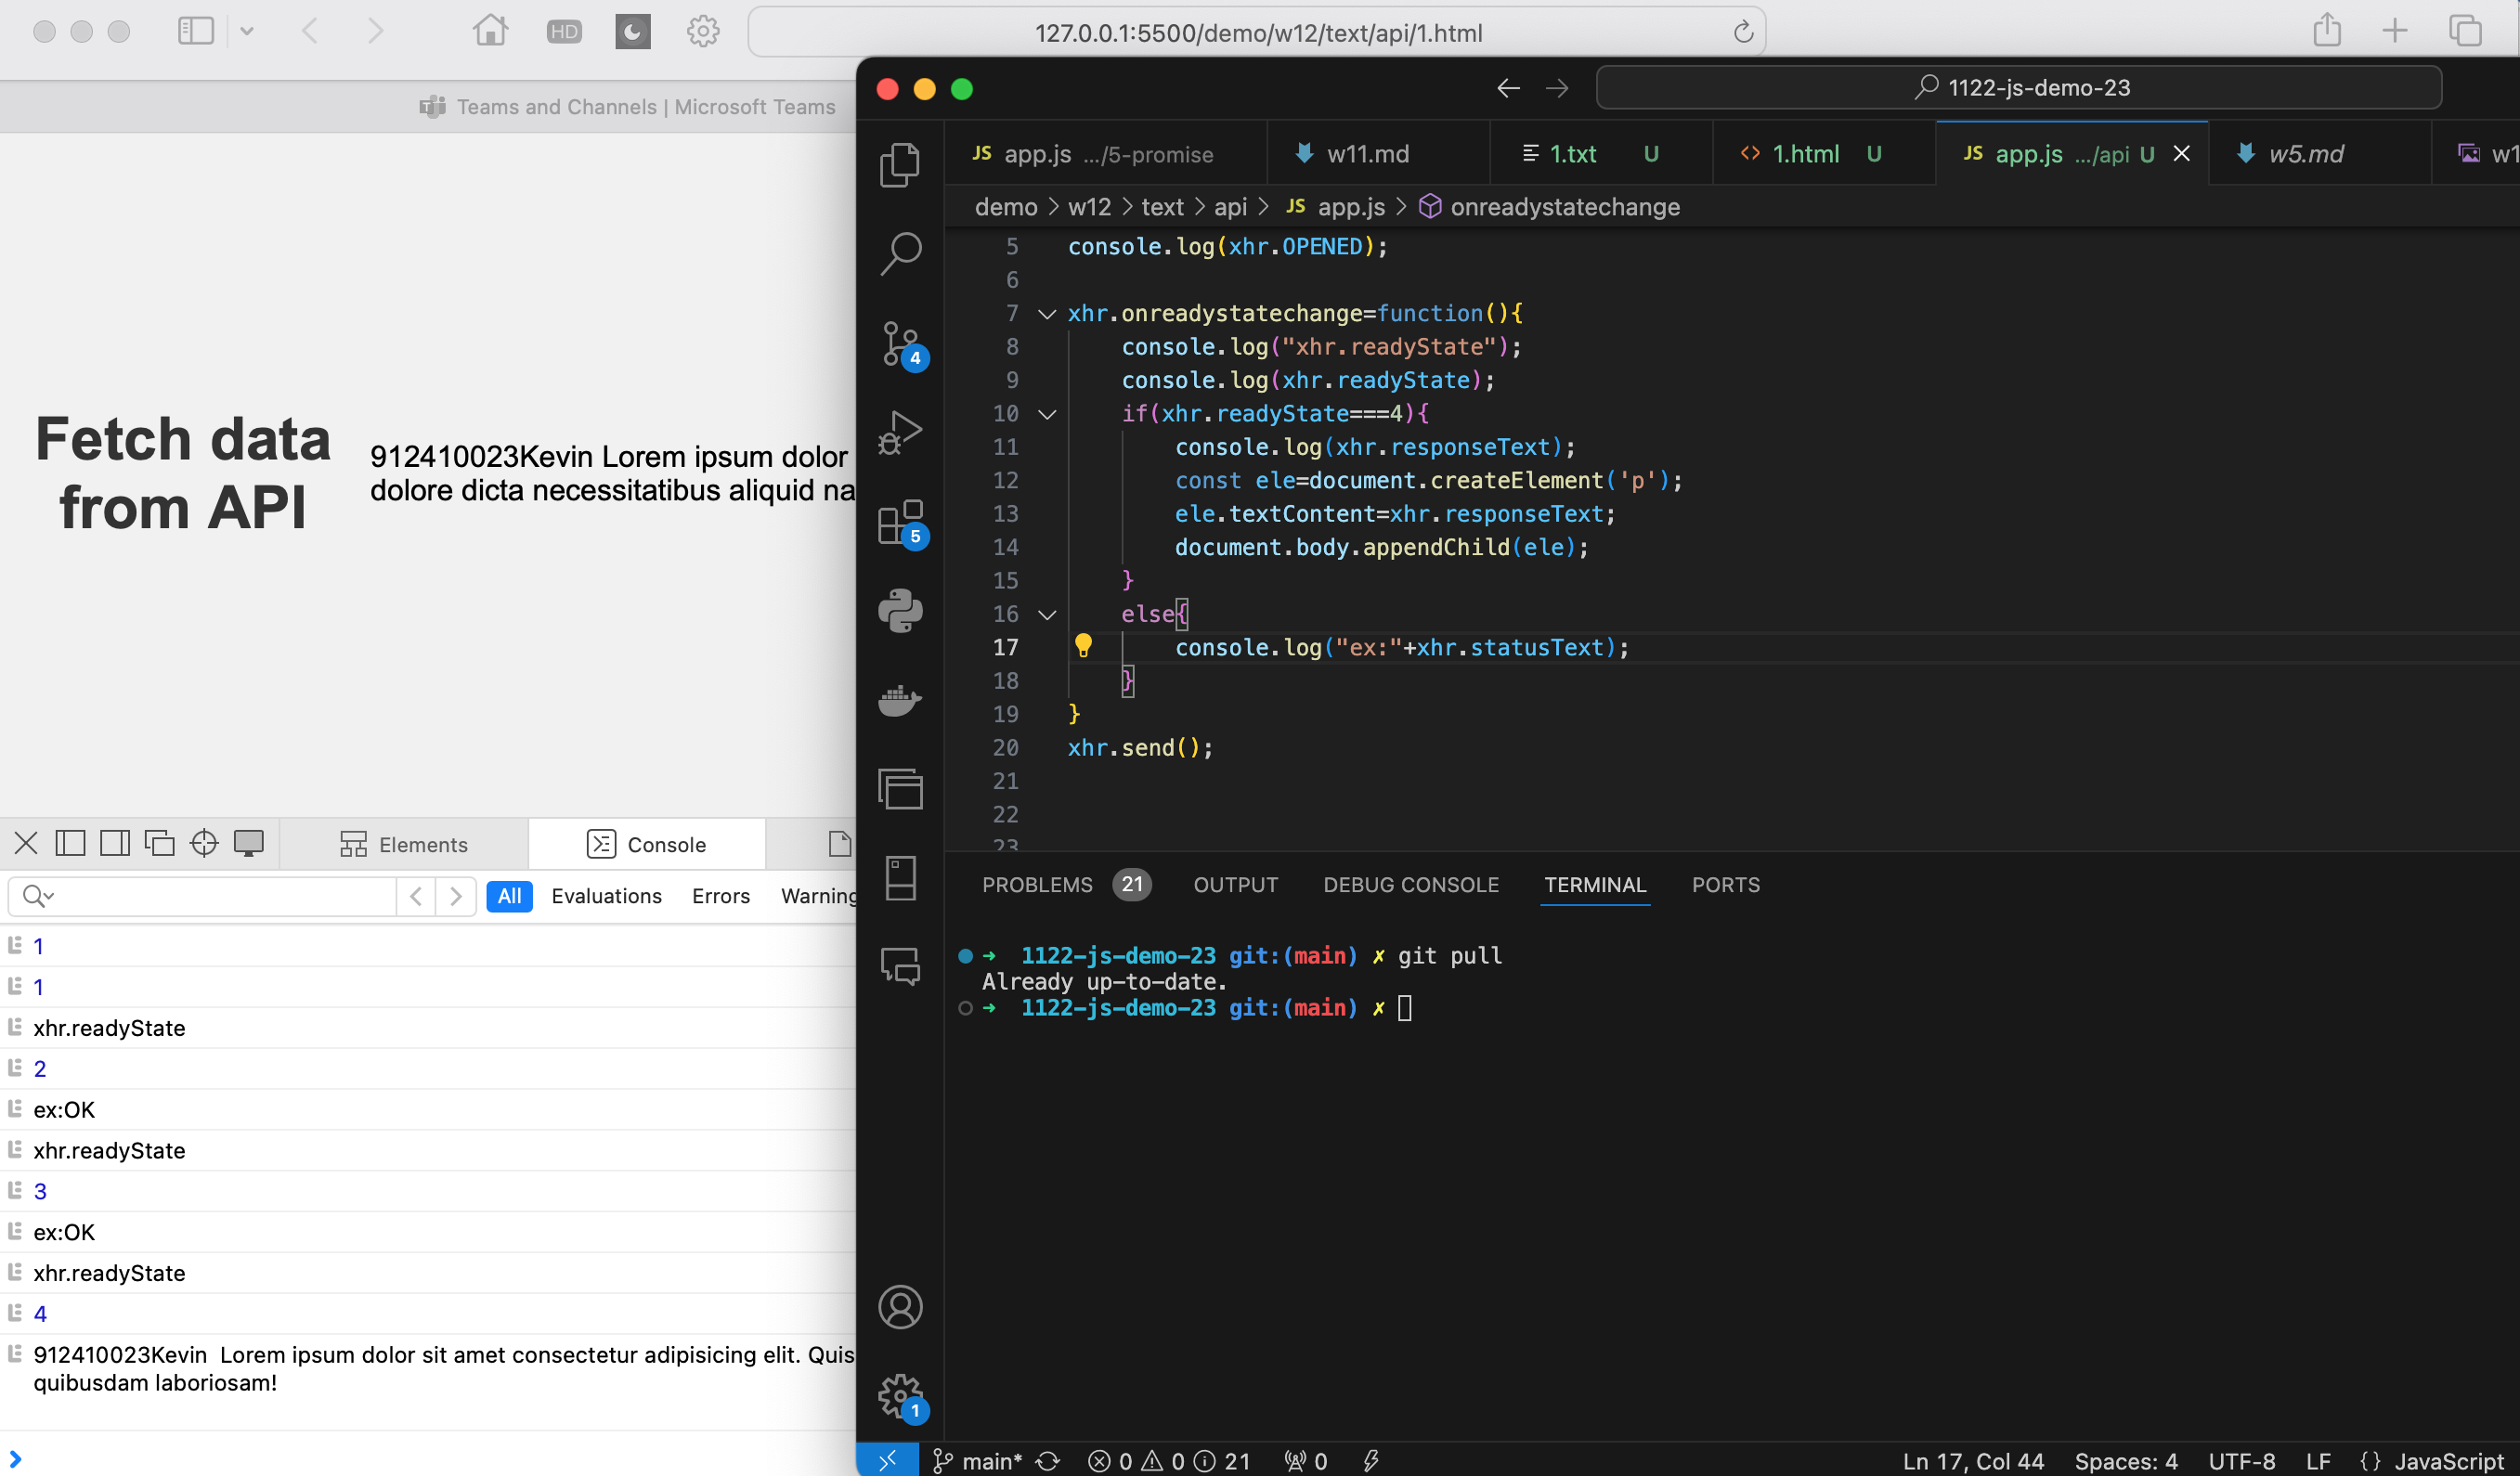 HD
127.0.0.1:5500/demo/w12/text/api/1.html
Teams and Channels | Microsoft Teams
Fetch data
from API
912410023Kevin Lorem ipsum dolor
dolore dicta necessitatibus aliquid na
Elements
Console
All
Evaluations
Errors
Warning
1
1
xhr.readyState
2
ex:OK
xhr.readyState
3
ex:OK
xhr.readyState
4
912410023Kevin  Lorem ipsum dolor sit amet consectetur adipisicing elit. Quis
quibusdam laboriosam!
1122-js-demo-23
JS app.js .../5-promise
w11.md
1.txt U
<> 1.html U
JS app.js .../api U
w5.md
w1
demo > w12 > text > api > JS app.js > onreadystatechange
5 console.log(xhr.OPENED);
6
7 xhr.onreadystatechange=function(){
8     console.log("xhr.readyState");
9     console.log(xhr.readyState);
10     if(xhr.readyState===4){
11         console.log(xhr.responseText);
12         const ele=document.createElement('p');
13         ele.textContent=xhr.responseText;
14         document.body.appendChild(ele);
15     }
16     else{
17         console.log("ex:"+xhr.statusText);
18     }
19 }
20 xhr.send();
21
22
23
4
5
1
PROBLEMS 21
OUTPUT
DEBUG CONSOLE
TERMINAL
PORTS
➜ 1122-js-demo-23 git:(main) ✗ git pull
Already up-to-date.
➜ 1122-js-demo-23 git:(main) ✗
main* 0 0 21 0
Ln 17, Col 44
Spaces: 4
UTF-8
LF
{} JavaScript